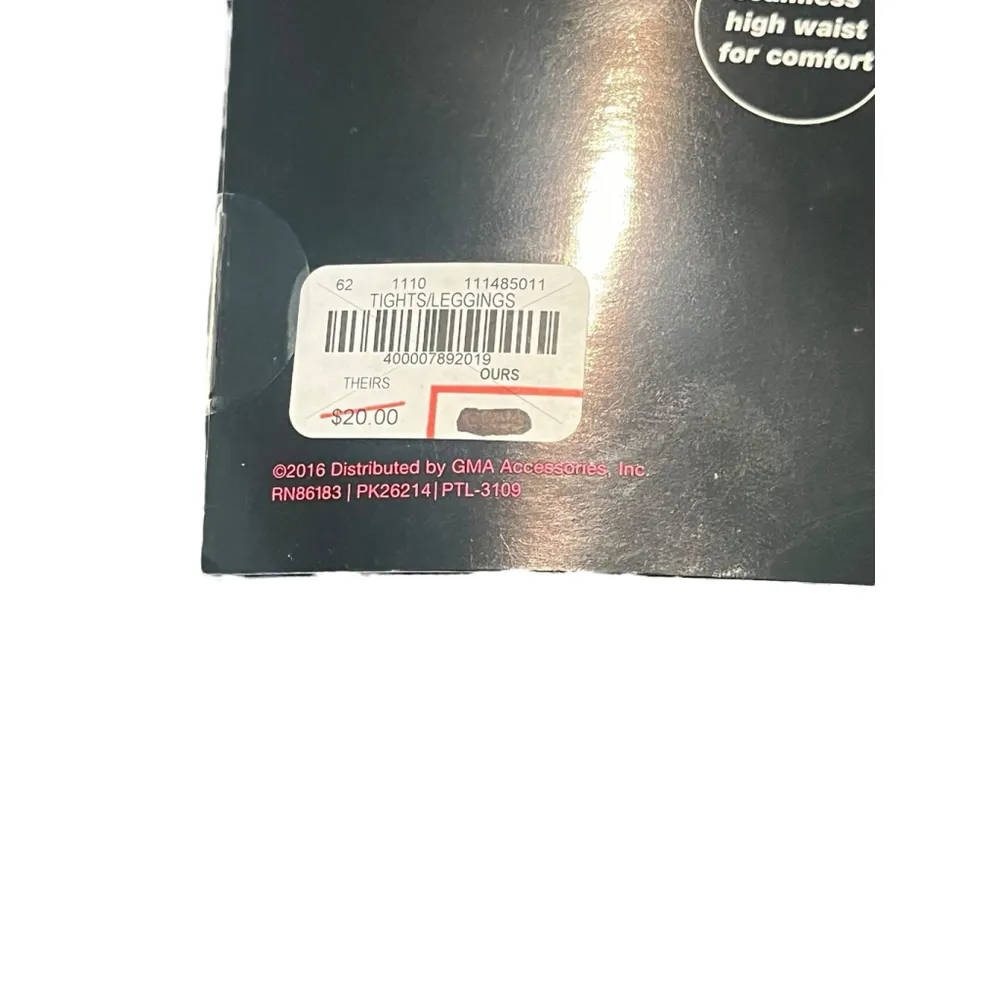 high waist
for comfort
62 1110 111485011
TIGHTS/LEGGINGS
400007892019
THEIRS OURS
$20.00
©2016 Distributed by GMA Accessories, Inc.
RN86183 | PK26214 | PTL-3109